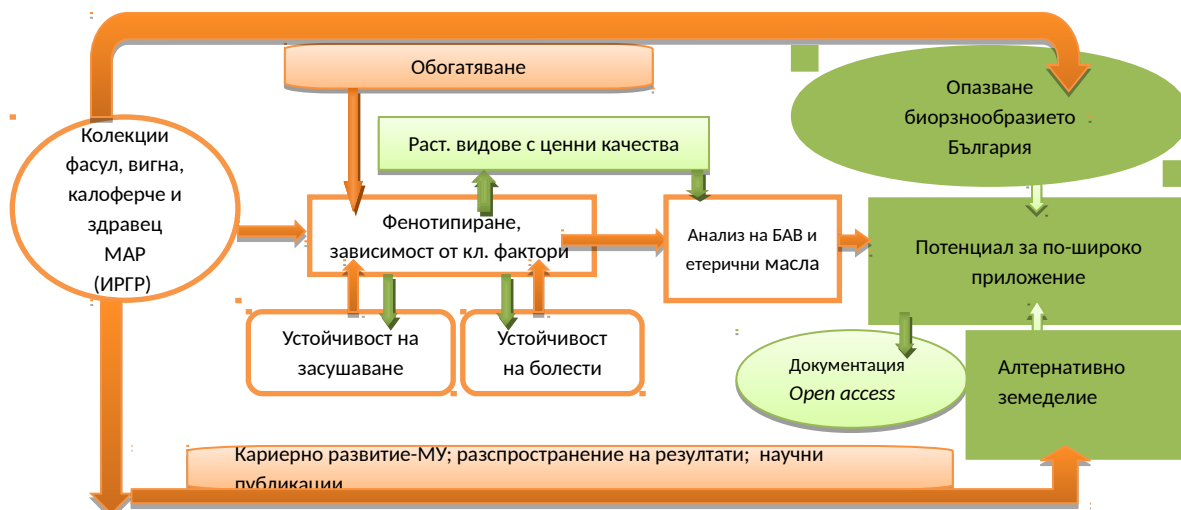 Обогатяване
Опазване
биорзнообразието
България
Колекции
фасул, вигна,
калоферче и
здравец
МАР
(ИРГР)
Раст. видове с ценни качества
Фенотипиране,
зависимост от кл. фактори
Анализ на БАВ и
етерични масла
Потенциал за по-широко
приложение
Устойчивост на
засушаване
Устойчивост
на болести
Документация
Open access
Алтернативно
земеделие
Кариерно развитие-МУ; разспространение на резултати; научни
публикации